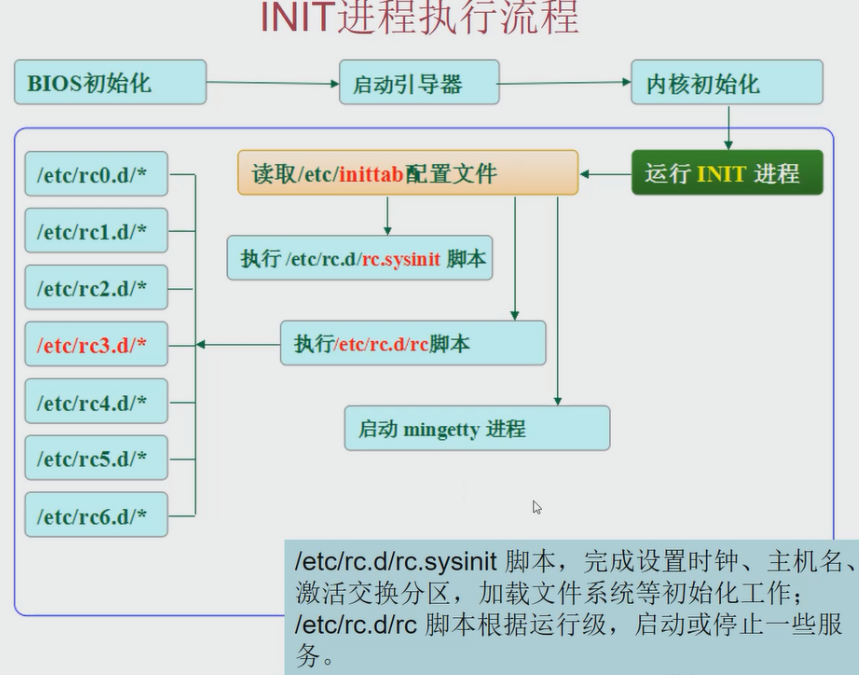 INIT进程执行流程
BIOS初始化
启动引导器
内核初始化
/etc/rc0.d/*
读取/etc/inittab配置文件
运行 INIT 进程
/etc/rc1.d/*
执行 /etc/rc.d/rc.sysinit 脚本
/etc/rc2.d/*
/etc/rc3.d/*
执行/etc/rc.d/rc脚本
/etc/rc4.d/*
启动 mingetty 进程
/etc/rc5.d/*
/etc/rc6.d/*
/etc/rc.d/rc.sysinit 脚本，完成设置时钟、主机名、
激活交换分区，加载文件系统等初始化工作；
/etc/rc.d/rc 脚本根据运行级，启动或停止一些服
务。